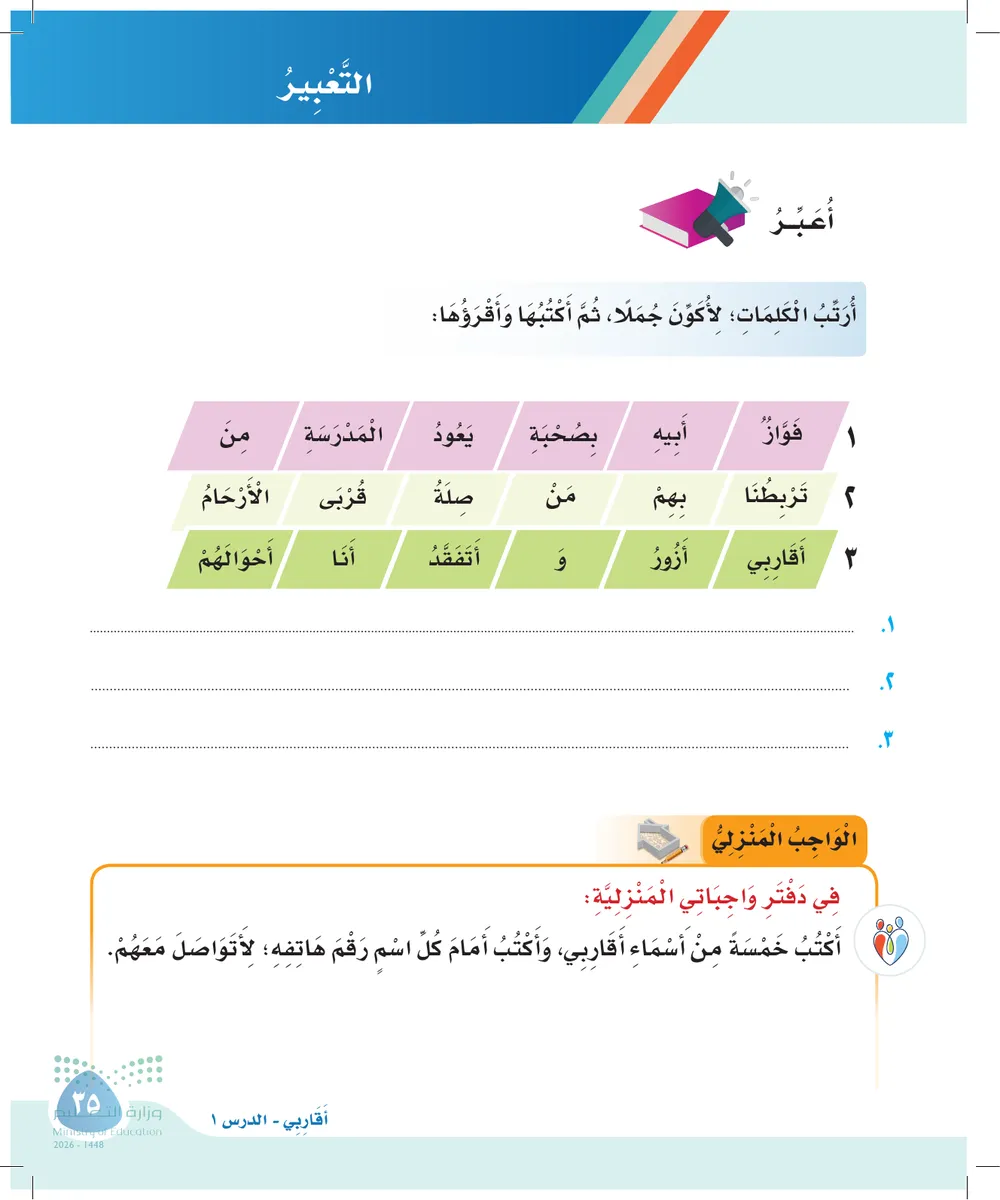 التَّعْبِيرُ
أُعَبِّـرُ
أُرَتِّبُ الْكَلِمَاتِ؛ لِأُكَوِّنَ جُمَلًا، ثُمَّ أَكْتُبُهَا وَأَقْرَؤُهَا:
١ فَوَّازٌ أَبِيهِ بِصُحْبَةِ يَعُودُ الْمَدْرَسَةِ مِنَ
٢ تَرْبِطُنَا بِهِمْ مَنْ صِلَةُ قُرْبَى الْأَرْحَامُ
٣ أَقَارِبِي أَزُورُ وَ أَتَفَقَّدُ أَنَا أَحْوَالَهُمْ
١.
٢.
٣.
الْوَاجِبُ الْمَنْزِلِيُّ
فِي دَفْتَرِ وَاجِبَاتِي الْمَنْزِلِيَّةِ:
أَكْتُبُ خَمْسَةً مِنْ أَسْمَاءِ أَقَارِبِي، وَأَكْتُبُ أَمَامَ كُلِّ اسْمٍ رَقْمَ هَاتِفِهِ؛ لِأَتَوَاصَلَ مَعَهُمْ.
أَقَارِبِي - الدرس ١
٣٥
وزارة التـعـليم
Ministry of Education
2026 - 1448